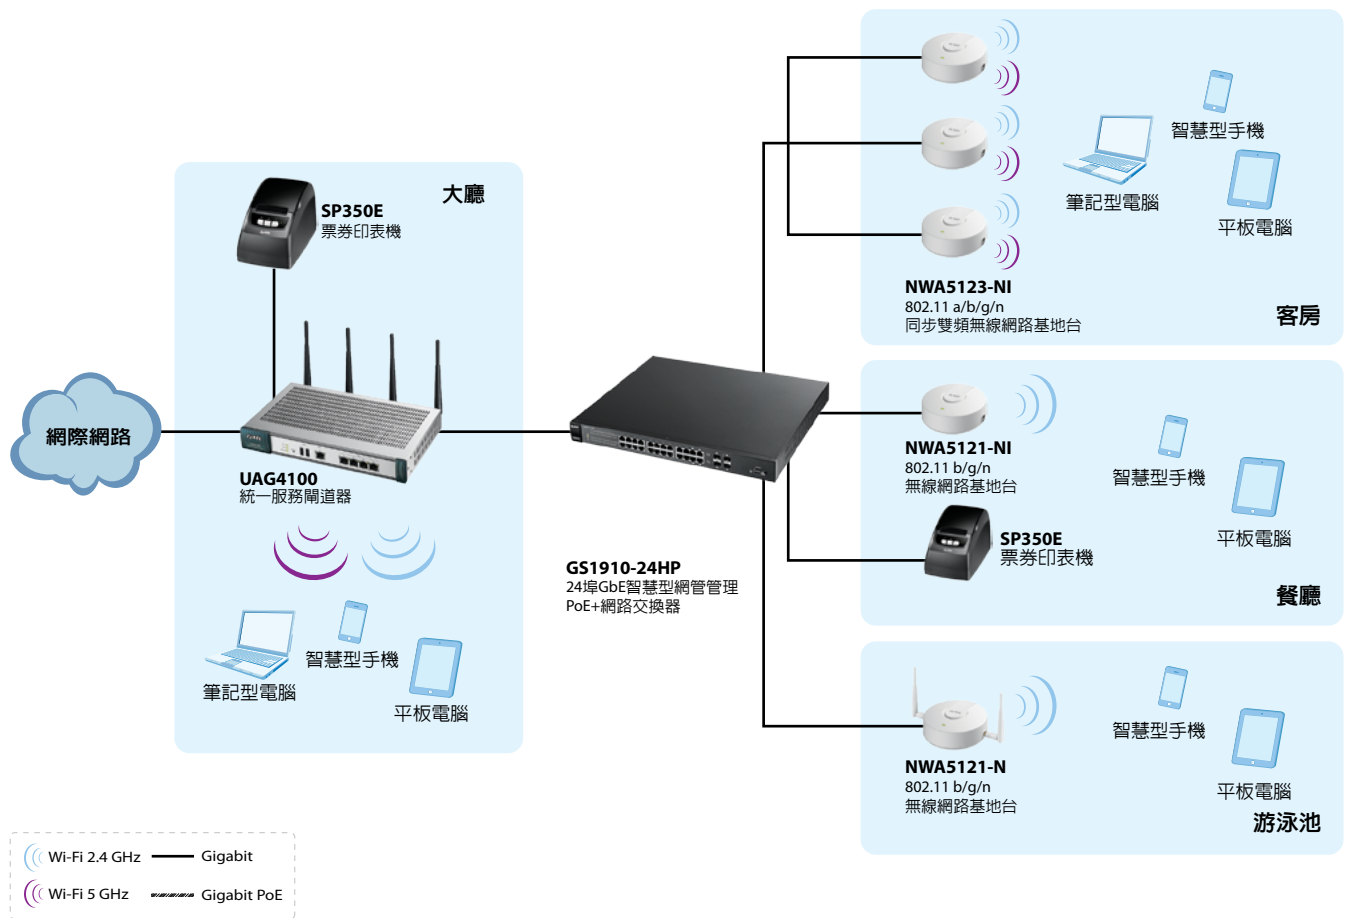 大廳
SP350E
票券印表機
網際網路
UAG4100
統一服務閘道器
筆記型電腦
智慧型手機
平板電腦
GS1910-24HP
24埠GbE智慧型網管管理
PoE+網路交換器
智慧型手機
筆記型電腦
平板電腦
NWA5123-NI
802.11 a/b/g/n
同步雙頻無線網路基地台
客房
NWA5121-NI
802.11 b/g/n
無線網路基地台
智慧型手機
平板電腦
SP350E
票券印表機
餐廳
NWA5121-N
802.11 b/g/n
無線網路基地台
智慧型手機
平板電腦
游泳池
Wi-Fi 2.4 GHz
Gigabit
Wi-Fi 5 GHz
Gigabit PoE